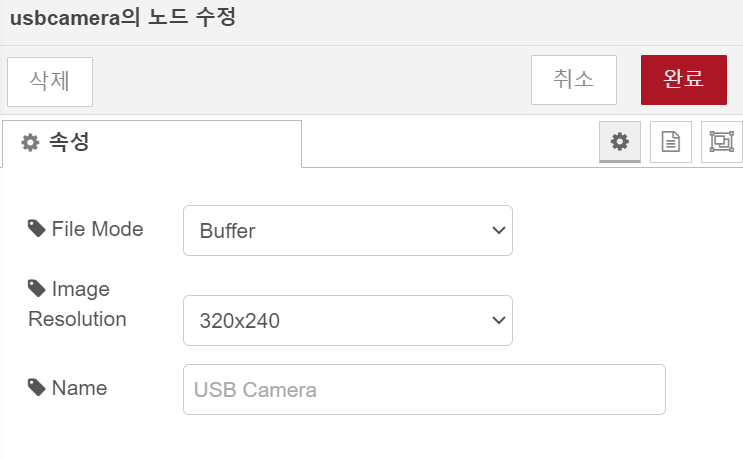 usbcamera의 노드 수정
삭제
취소
완료
속성
File Mode
Buffer
Image
Resolution
320x240
Name
USB Camera